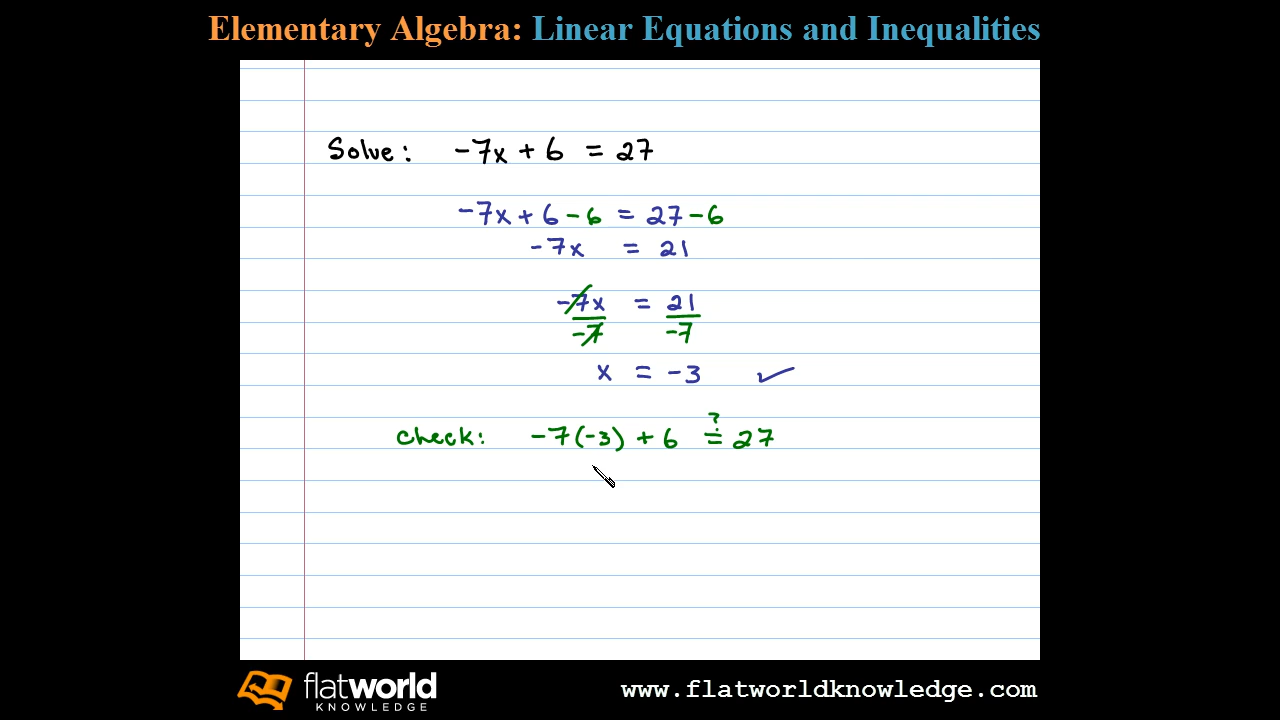 Elementary Algebra: Linear Equations and Inequalities
Solve: -7x + 6 = 27
-7x + 6 - 6 = 27 - 6
-7x = 21
-7x = 21
-7 -7
x = -3 ✓
Check: -7(-3) + 6 ≟ 27
flatworld
KNOWLEDGE
www.flatworldknowledge.com